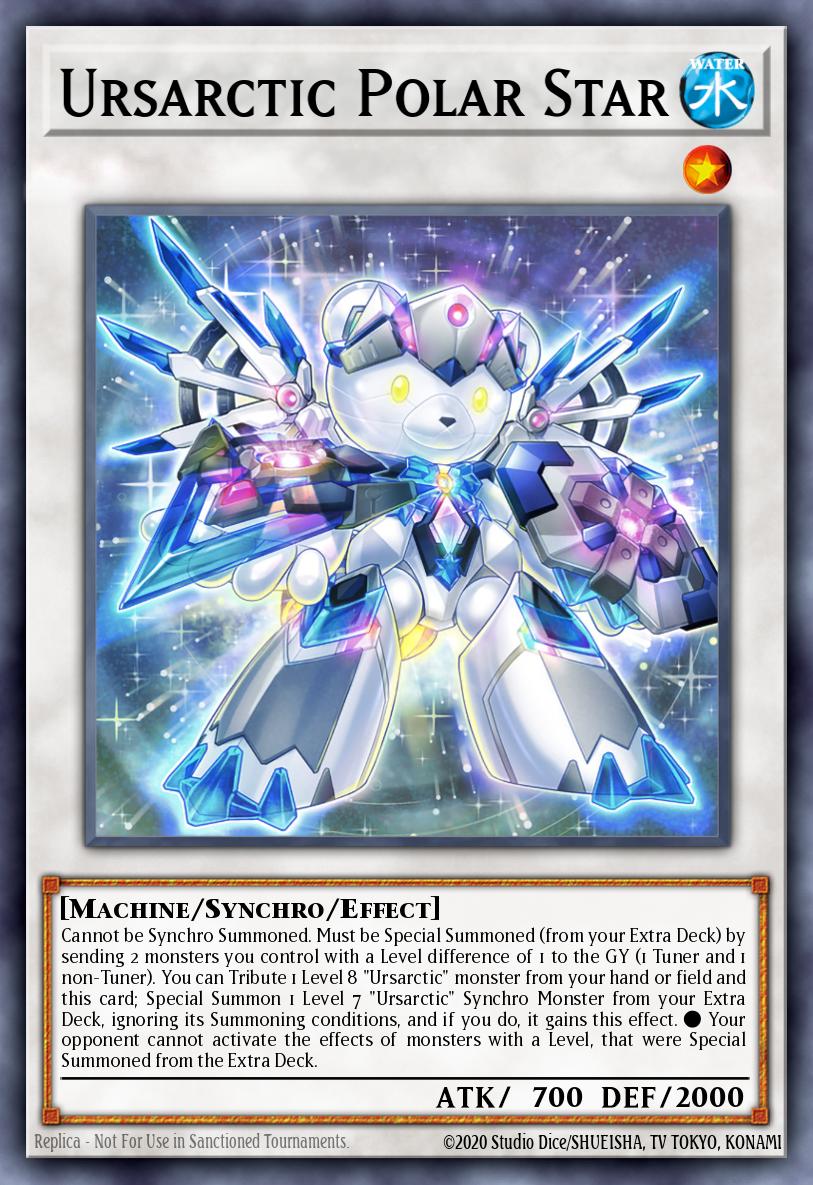 Ursarctic Polar Star
WATER
水
[Machine/Synchro/Effect]
Cannot be Synchro Summoned. Must be Special Summoned (from your Extra Deck) by
sending 2 monsters you control with a Level difference of 1 to the GY (1 Tuner and 1
non-Tuner). You can Tribute 1 Level 8 "Ursarctic" monster from your hand or field and
this card; Special Summon 1 Level 7 "Ursarctic" Synchro Monster from your Extra
Deck, ignoring its Summoning conditions, and if you do, it gains this effect. ● Your
opponent cannot activate the effects of monsters with a Level, that were Special
Summoned from the Extra Deck.
ATK/ 700 DEF/2000
Replica - Not For Use in Sanctioned Tournaments.
©2020 Studio Dice/SHUEISHA, TV TOKYO, KONAMI